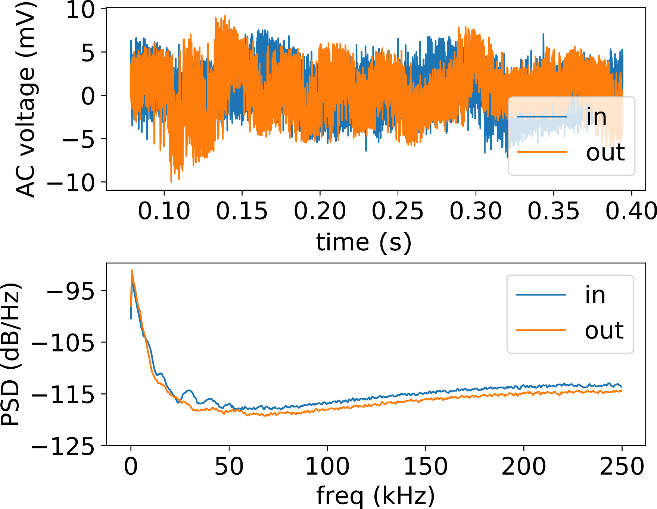 AC voltage (mV)
10
5
0
−5
−10
in
out
0.10 0.15 0.20 0.25 0.30 0.35 0.40
time (s)
PSD (dB/Hz)
−95
−105
−115
−125
in
out
0 50 100 150 200 250
freq (kHz)